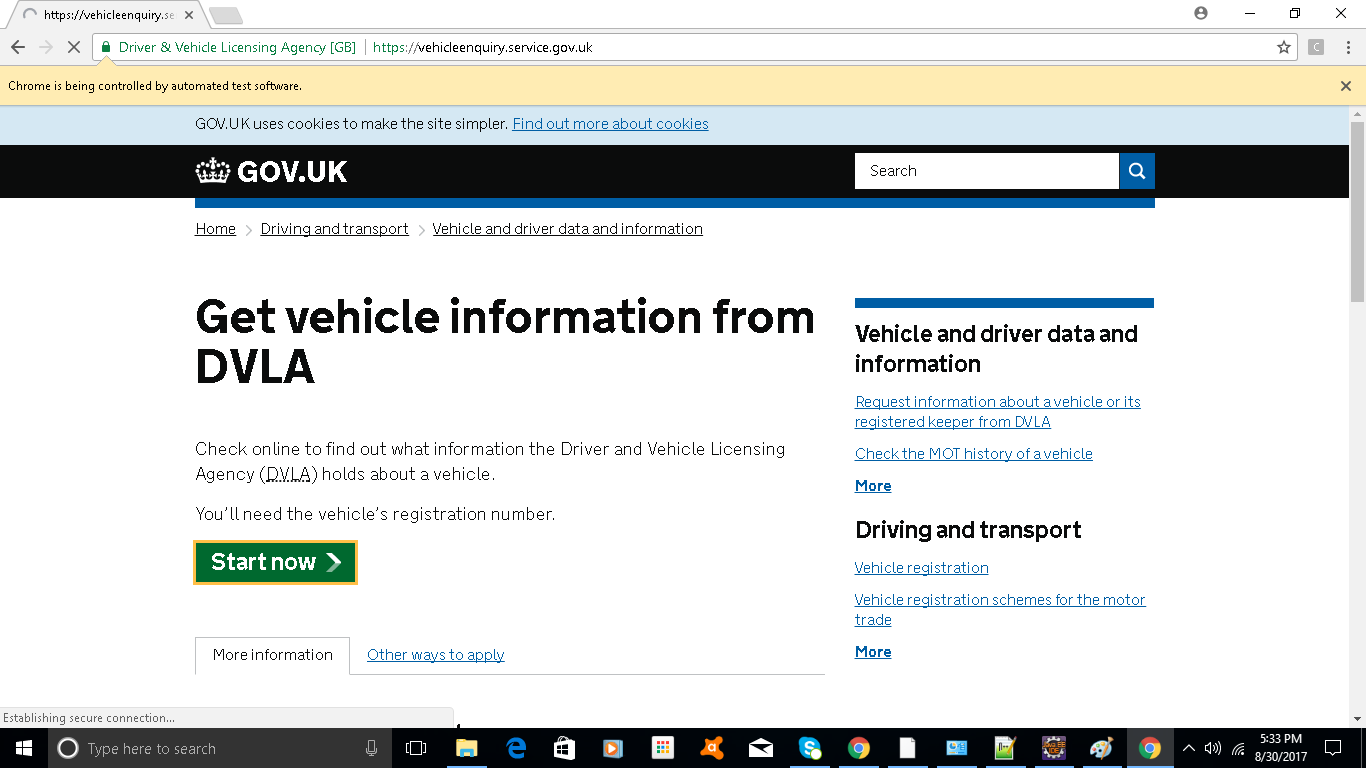 https://vehicleenquiry.se
Driver & Vehicle Licensing Agency [GB]
https://vehicleenquiry.service.gov.uk
C
Chrome is being controlled by automated test software.
GOV.UK uses cookies to make the site simpler. Find out more about cookies
GOV.UK
Search
Home
Driving and transport
Vehicle and driver data and information
Get vehicle information from
DVLA
Check online to find out what information the Driver and Vehicle Licensing
Agency (DVLA) holds about a vehicle.
You’ll need the vehicle’s registration number.
Start now
More information
Other ways to apply
Vehicle and driver data and
information
Request information about a vehicle or its
registered keeper from DVLA
Check the MOT history of a vehicle
More
Driving and transport
Vehicle registration
Vehicle registration schemes for the motor
trade
More
Establishing secure connection...
Type here to search
5:33 PM
8/30/2017